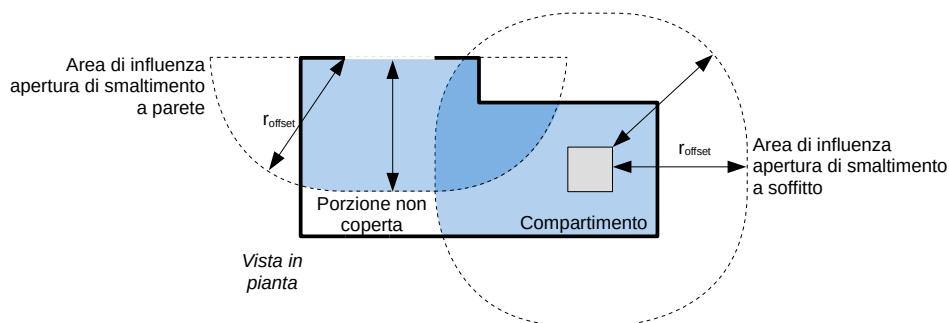 Area di influenza
apertura di smaltimento
a parete
roffset
Porzione non
coperta
Vista in
pianta
Compartimento
roffset
Area di influenza
apertura di smaltimento
a soffitto